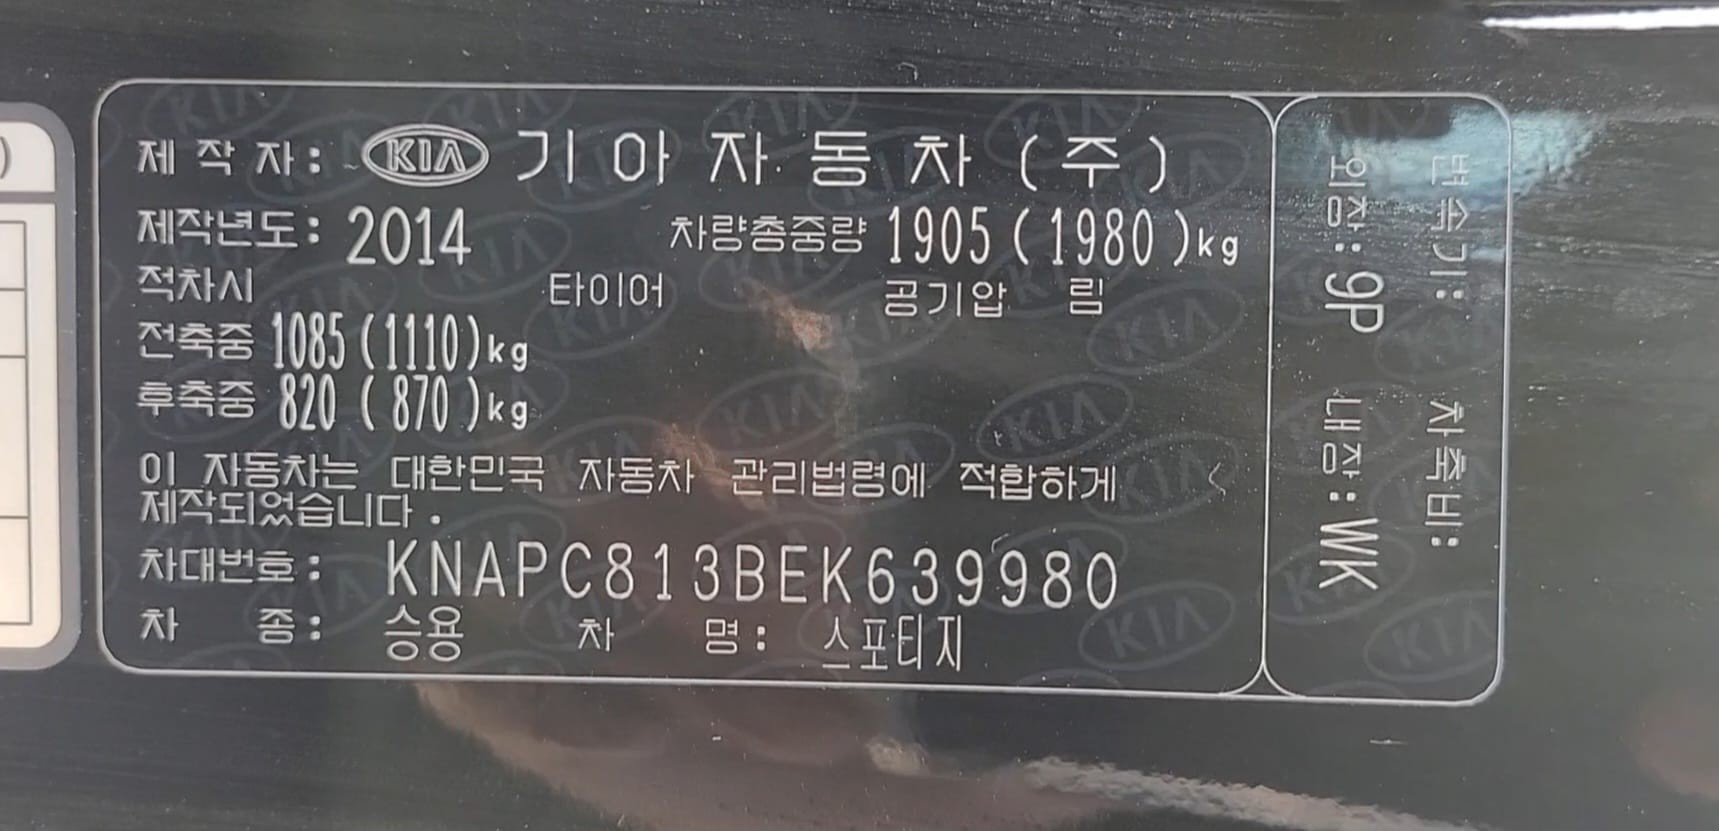 제 작 자 : KIA 기 아 자 동 차 (주)
제작년도 : 2014 차량총중량 1905 (1980)kg
적차시 타이어 공기압 림
전축중 1085 (1110)kg
후축중 820 (870)kg
이 자동차는 대한민국 자동차 관리법령에 적합하게
제작되었습니다.
차대번호 : KNAPC813BEK639980
차 종 : 승용 차 명 : 스포티지
변속기 : 차축비 :
외장 : 9P 내장 : WK